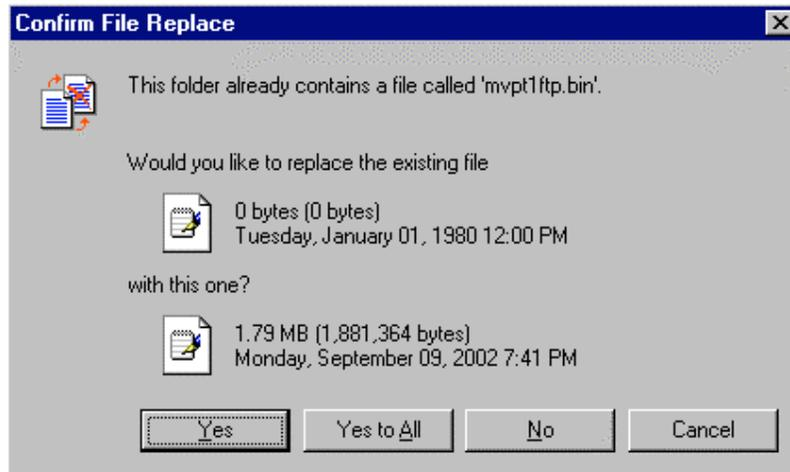 Confirm File Replace
This folder already contains a file called 'mvpt1ftp.bin'.
Would you like to replace the existing file
0 bytes (0 bytes)
Tuesday, January 01, 1980 12:00 PM
with this one?
1.79 MB (1,881,364 bytes)
Monday, September 09, 2002 7:41 PM
Yes Yes to All No Cancel